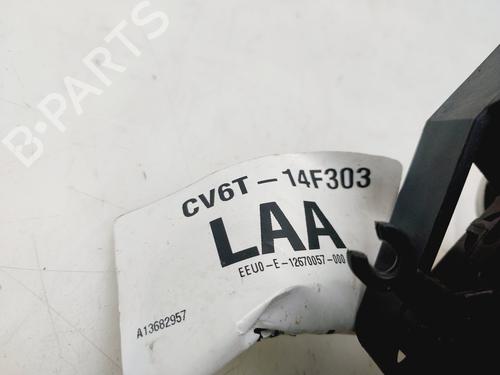 B-PARTS
CV6T-14F303
LAA
EEU0-E-12670057-000
A13682957